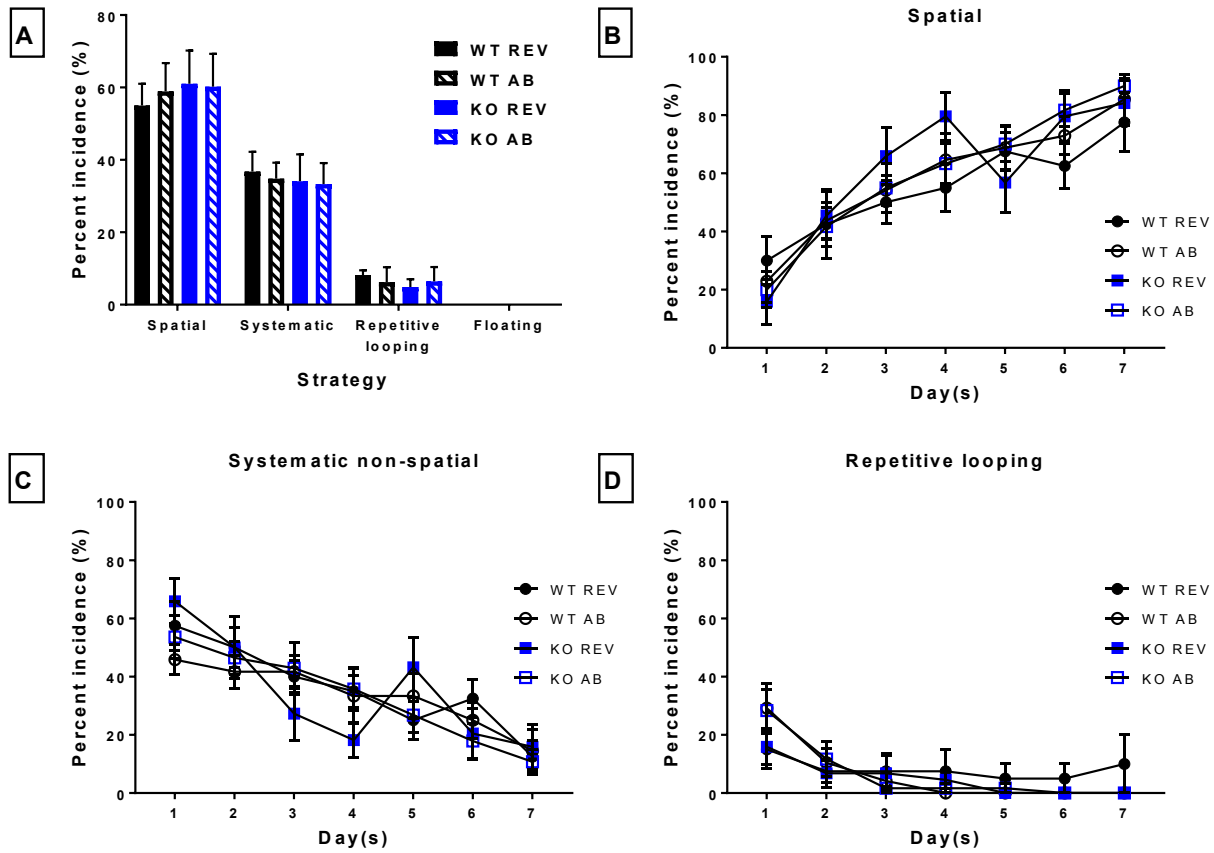 A
Percent incidence (%)
80
60
40
20
0
WT REV
WT AB
KO REV
KO AB
Spatial Systematic Repetitive looping Floating
Strategy
B
Spatial
Percent incidence (%)
100
80
60
40
20
0
WT REV
WT AB
KO REV
KO AB
1 2 3 4 5 6 7
Day(s)
C
Systematic non-spatial
Percent incidence (%)
100
80
60
40
20
0
WT REV
WT AB
KO REV
KO AB
1 2 3 4 5 6 7
Day(s)
D
Repetitive looping
Percent incidence (%)
100
80
60
40
20
0
WT REV
WT AB
KO REV
KO AB
1 2 3 4 5 6 7
Day(s)